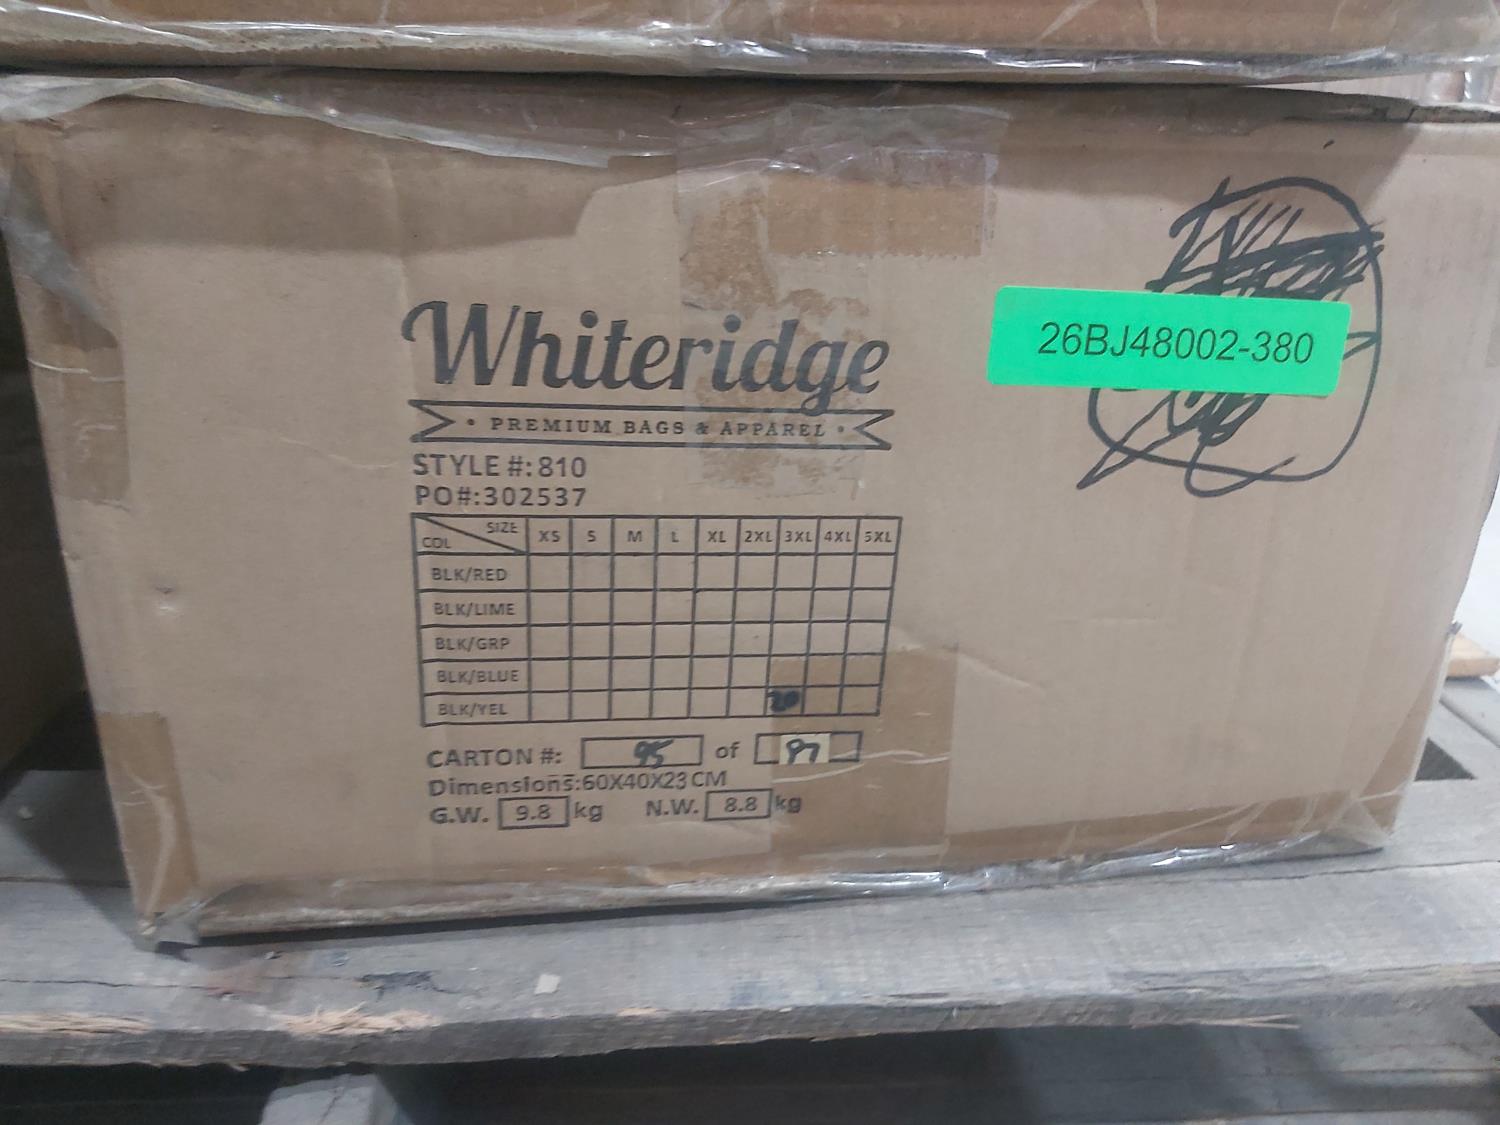 Whiteridge
• PREMIUM BAGS & APPAREL •
26BJ48002-380
STYLE #: 810
PO#:302537
COL SIZE XS S M L XL 2XL 3XL 4XL 5XL
BLK/RED
BLK/LIME
BLK/GRP
BLK/BLUE
BLK/YEL 20
CARTON #: 95 of 97
Dimensions:60X40X23CM
G.W. 9.8 kg N.W. 8.8 kg